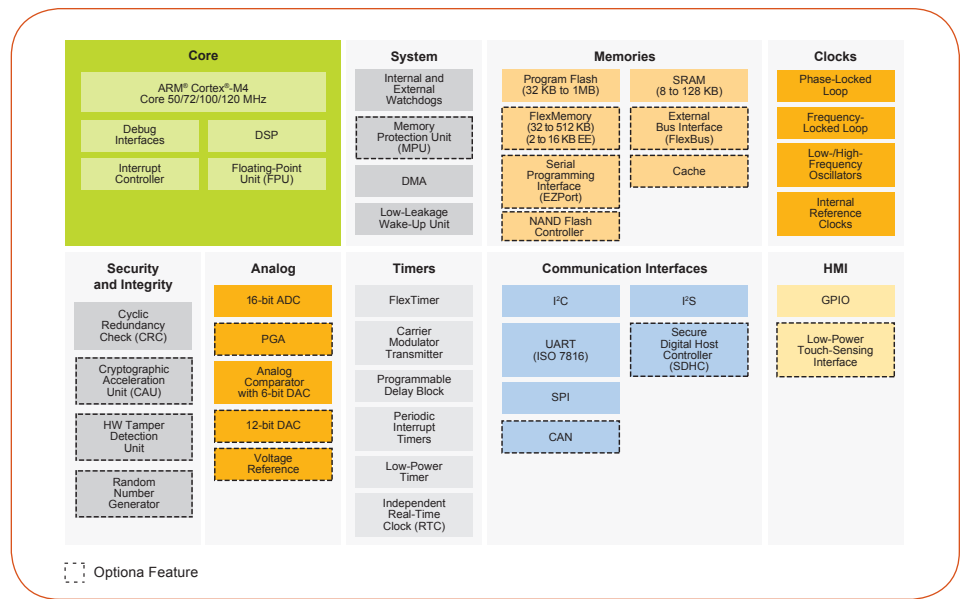 Core
ARM® Cortex®-M4
Core 50/72/100/120 MHz
Debug
Interfaces
DSP
Interrupt
Controller
Floating-Point
Unit (FPU)
System
Internal and
External
Watchdogs
Memory
Protection Unit
(MPU)
DMA
Low-Leakage
Wake-Up Unit
Memories
Program Flash
(32 KB to 1MB)
SRAM
(8 to 128 KB)
FlexMemory
(32 to 512 KB)
(2 to 16 KB EE)
External
Bus Interface
(FlexBus)
Serial
Programming
Interface
(EZPort)
Cache
NAND Flash
Controller
Clocks
Phase-Locked
Loop
Frequency-
Locked Loop
Low-/High-
Frequency
Oscillators
Internal
Reference
Clocks
Security
and Integrity
Cyclic
Redundancy
Check (CRC)
Cryptographic
Acceleration
Unit (CAU)
HW Tamper
Detection
Unit
Random
Number
Generator
Analog
16-bit ADC
PGA
Analog
Comparator
with 6-bit DAC
12-bit DAC
Voltage
Reference
Timers
FlexTimer
Carrier
Modulator
Transmitter
Programmable
Delay Block
Periodic
Interrupt
Timers
Low-Power
Timer
Independent
Real-Time
Clock (RTC)
Communication Interfaces
I²C
I²S
UART
(ISO 7816)
Secure
Digital Host
Controller
(SDHC)
SPI
CAN
HMI
GPIO
Low-Power
Touch-Sensing
Interface
Optiona Feature